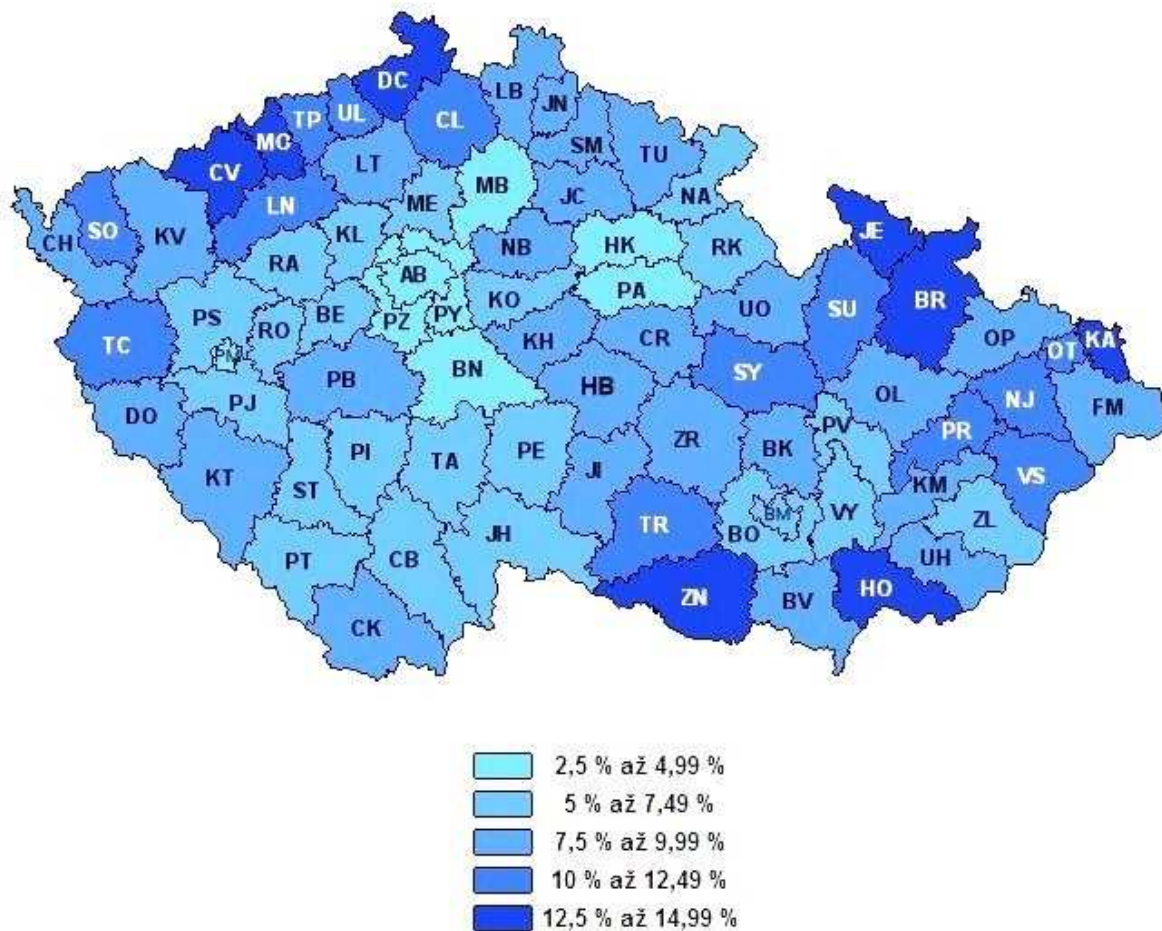 DC
LB
JN
TP
UL
CL
MO
SM
TU
CV
LT
MB
ME
JC
NA
LN
SO
KV
KL
CH
NB
HK
RK
JE
RA
AB
PA
BR
KO
PS
BE
PZ
PY
UO
SU
RO
OP
KA
TC
PM
KH
CR
OT
PB
BN
SY
HB
OL
NJ
FM
PJ
DO
PV
PR
ZR
BK
PI
TA
PE
KT
JI
VS
ST
KM
BM
VY
ZL
TR
BO
JH
PT
CB
UH
ZN
BV
HO
CK
2,5 % až 4,99 %
5 % až 7,49 %
7,5 % až 9,99 %
10 % až 12,49 %
12,5 % až 14,99 %